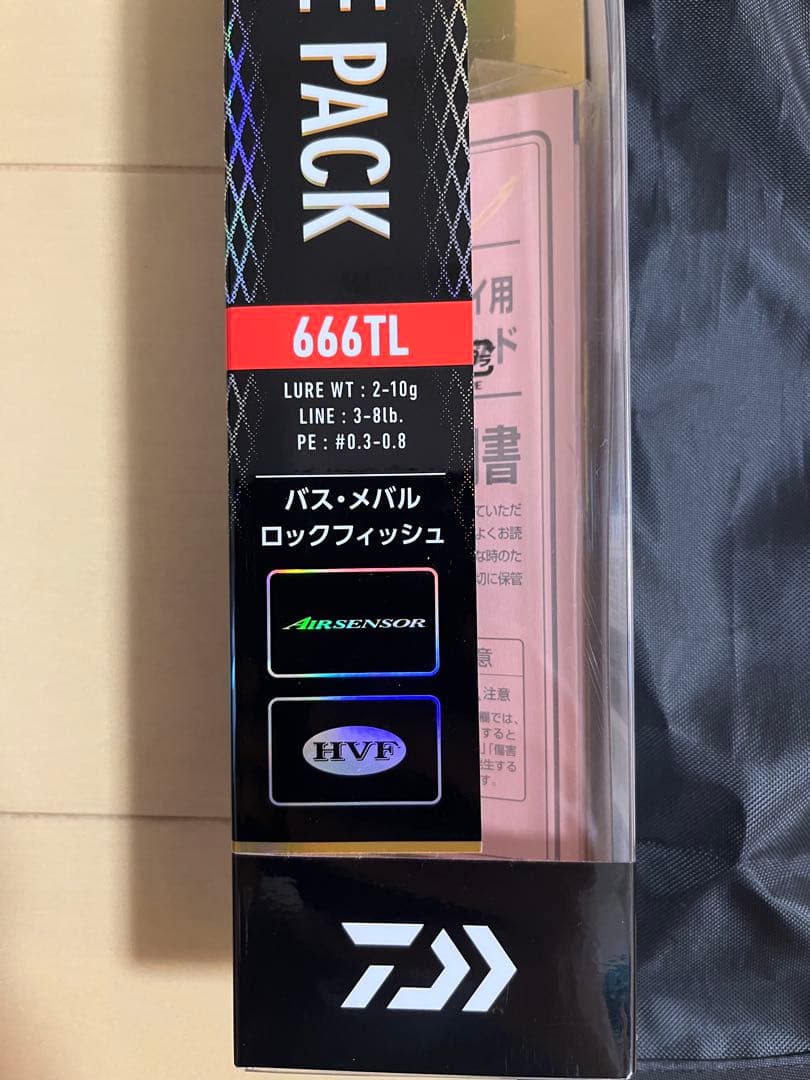 PACK
666TL
LURE WT : 2-10g
LINE : 3-8lb.
PE : #0.3-0.8
バス・メバル
ロックフィッシュ
AIRSENSOR
HVF
用
ド
書
ていただ
よくお読
な時のた
切に保管
意
注意
欄では、
すると
」「傷害
生する
す。